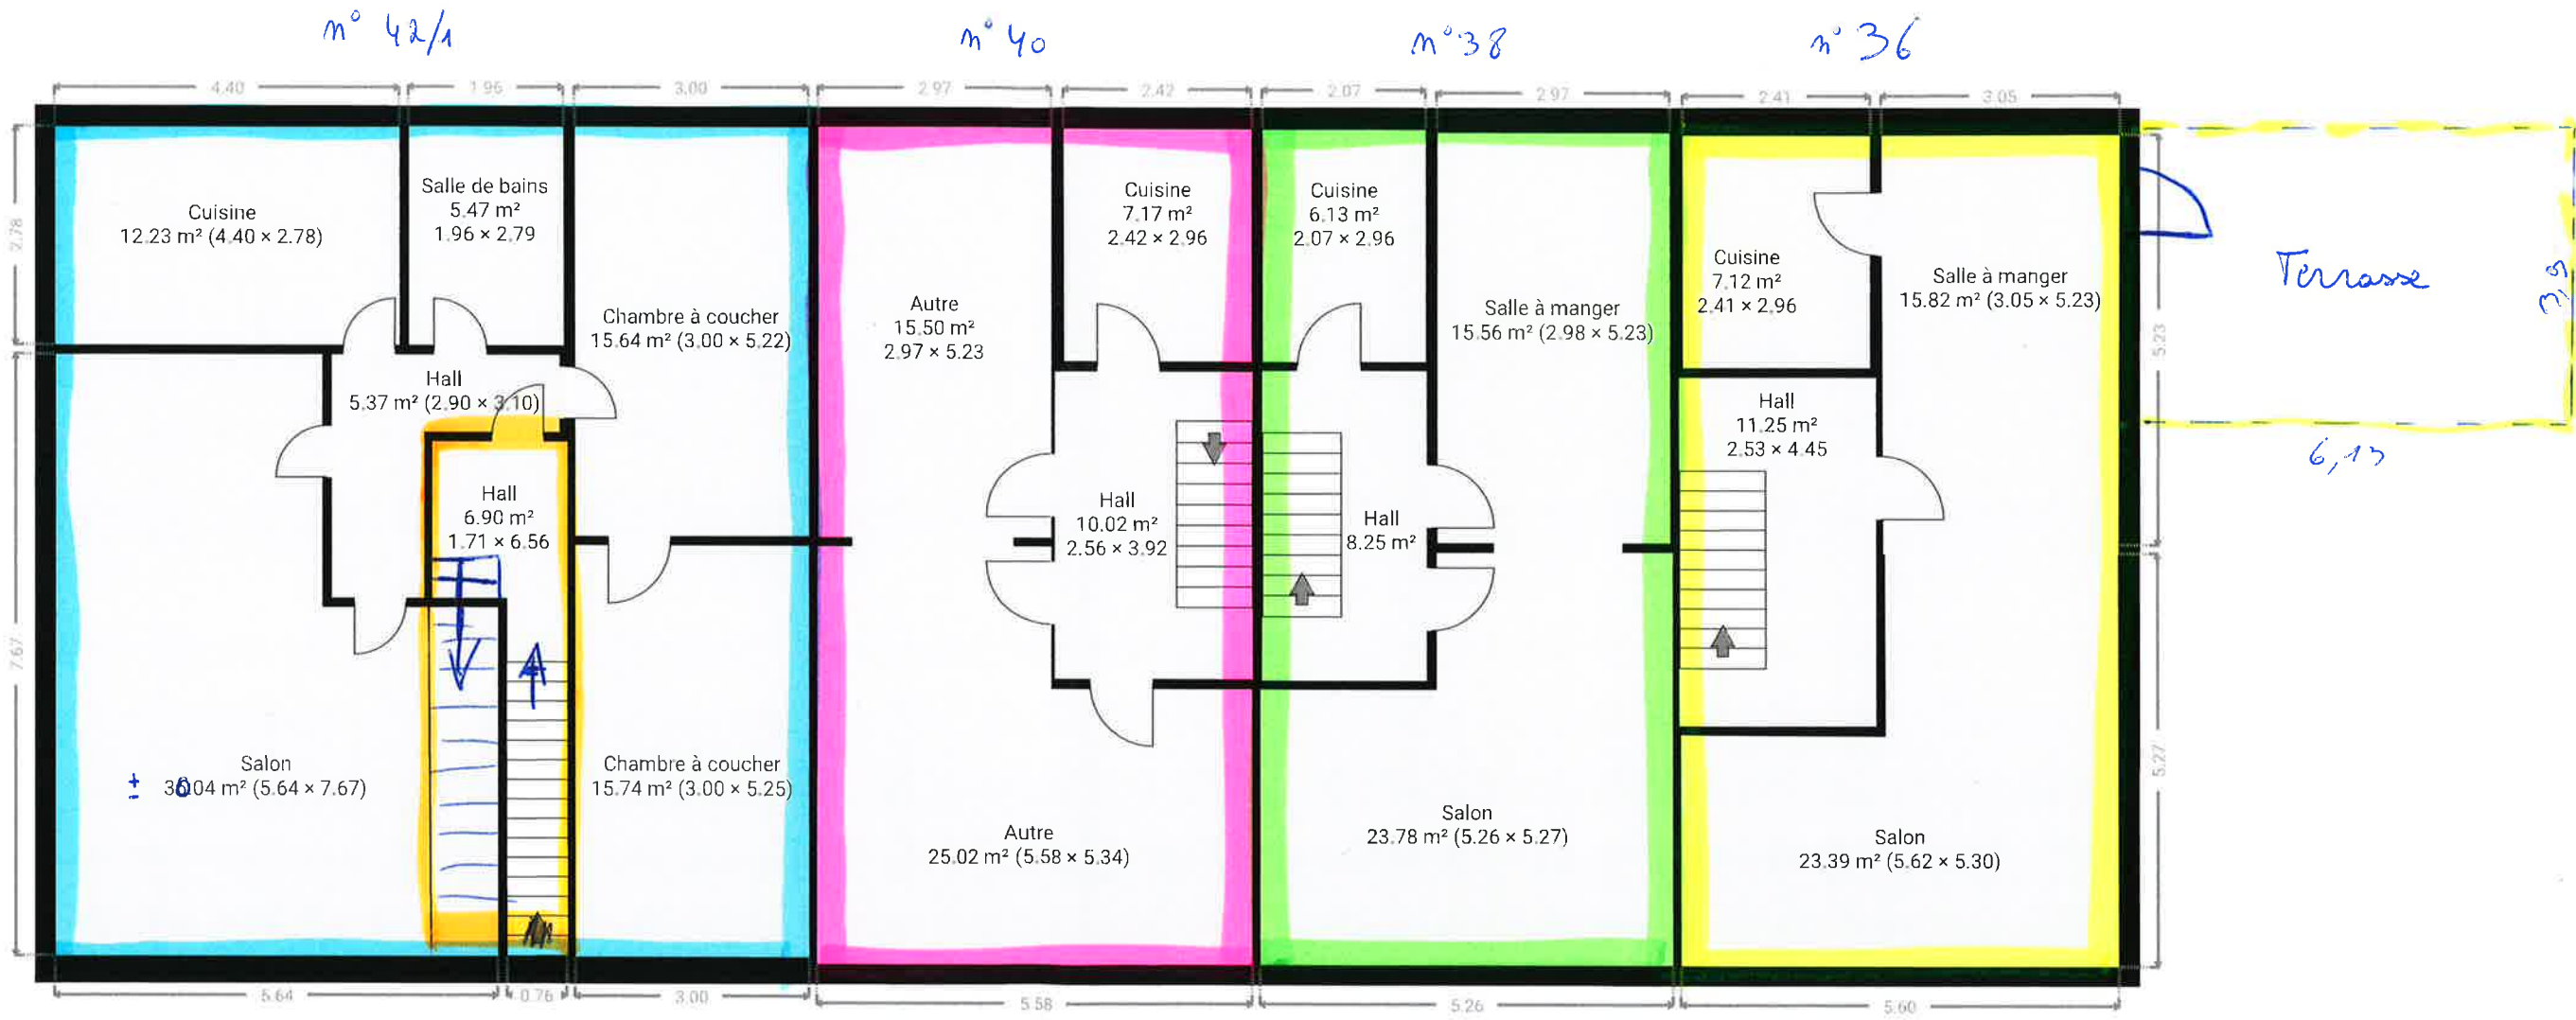 n° 42/1
n° 40
n° 38
n° 36
4.40
1.96
3.00
2.97
2.42
2.07
2.97
2.41
3.05
2.78
7.67
Cuisine
12.23 m² (4.40 × 2.78)
Salle de bains
5.47 m²
1.96 × 2.79
Chambre à coucher
15.64 m² (3.00 × 5.22)
Hall
5.37 m² (2.90 × 3.10)
Hall
6.90 m²
1.71 × 6.56
Salon
± 36.04 m² (5.64 × 7.67)
Chambre à coucher
15.74 m² (3.00 × 5.25)
Autre
15.50 m²
2.97 × 5.23
Cuisine
7.17 m²
2.42 × 2.96
Hall
10.02 m²
2.56 × 3.92
Autre
25.02 m² (5.58 × 5.34)
Cuisine
6.13 m²
2.07 × 2.96
Salle à manger
15.56 m² (2.98 × 5.23)
Hall
8.25 m²
Salon
23.78 m² (5.26 × 5.27)
Cuisine
7.12 m²
2.41 × 2.96
Salle à manger
15.82 m² (3.05 × 5.23)
Hall
11.25 m²
2.53 × 4.45
Salon
23.39 m² (5.62 × 5.30)
Terrasse
5.23
5.27
5.64
0.76
3.00
5.58
5.26
5.60